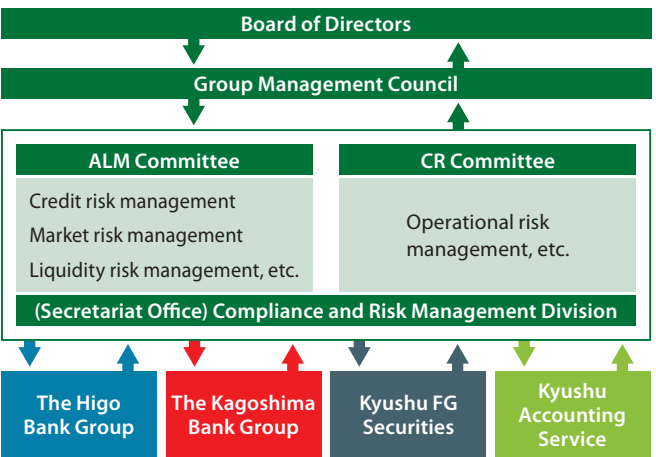 Board of Directors
Group Management Council
ALM Committee
Credit risk management
Market risk management
Liquidity risk management, etc.
CR Committee
Operational risk
management, etc.
(Secretariat Office) Compliance and Risk Management Division
The Higo
Bank Group
The Kagoshima
Bank Group
Kyushu FG
Securities
Kyushu
Accounting
Service